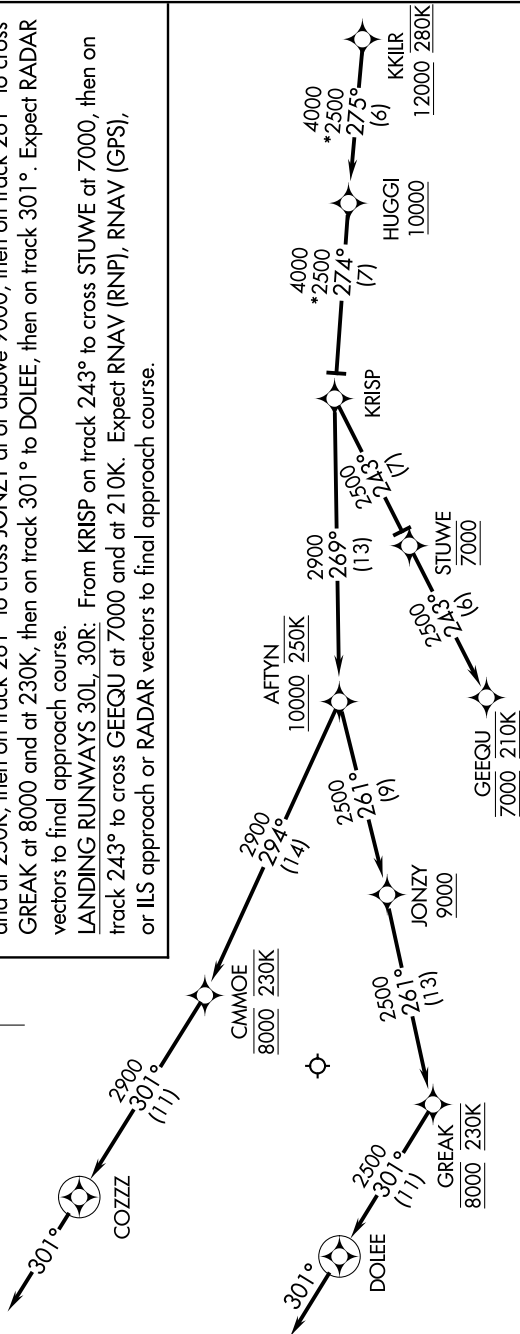 and at 250K, then on track 261° to cross JONZY at or above 9000, then on track 261° to cross
GREAK at 8000 and at 230K, then on track 301° to DOLEE, then on track 301°. Expect RADAR
vectors to final approach course.
LANDING RUNWAYS 30L, 30R: From KRISP on track 243° to cross STUWE at 7000, then on
track 243° to cross GEEQU at 7000 and at 210K. Expect RNAV (RNP), RNAV (GPS),
or ILS approach or RADAR vectors to final approach course.
KKILR
12000 280K
4000
*2500
275°
(6)
HUGGI
10000
4000
*2500
274°
(7)
KRISP
2900
269°
(13)
2500
243°
(7)
STUWE
7000
2500
243°
(6)
GEEQU
7000 210K
AFTYN
10000 250K
2900
294°
(14)
2500
261°
(9)
JONZY
9000
2500
261°
(13)
CMMOE
8000 230K
2900
301°
(11)
COZZZ
301°
GREAK
8000 230K
2500
301°
(11)
DOLEE
301°